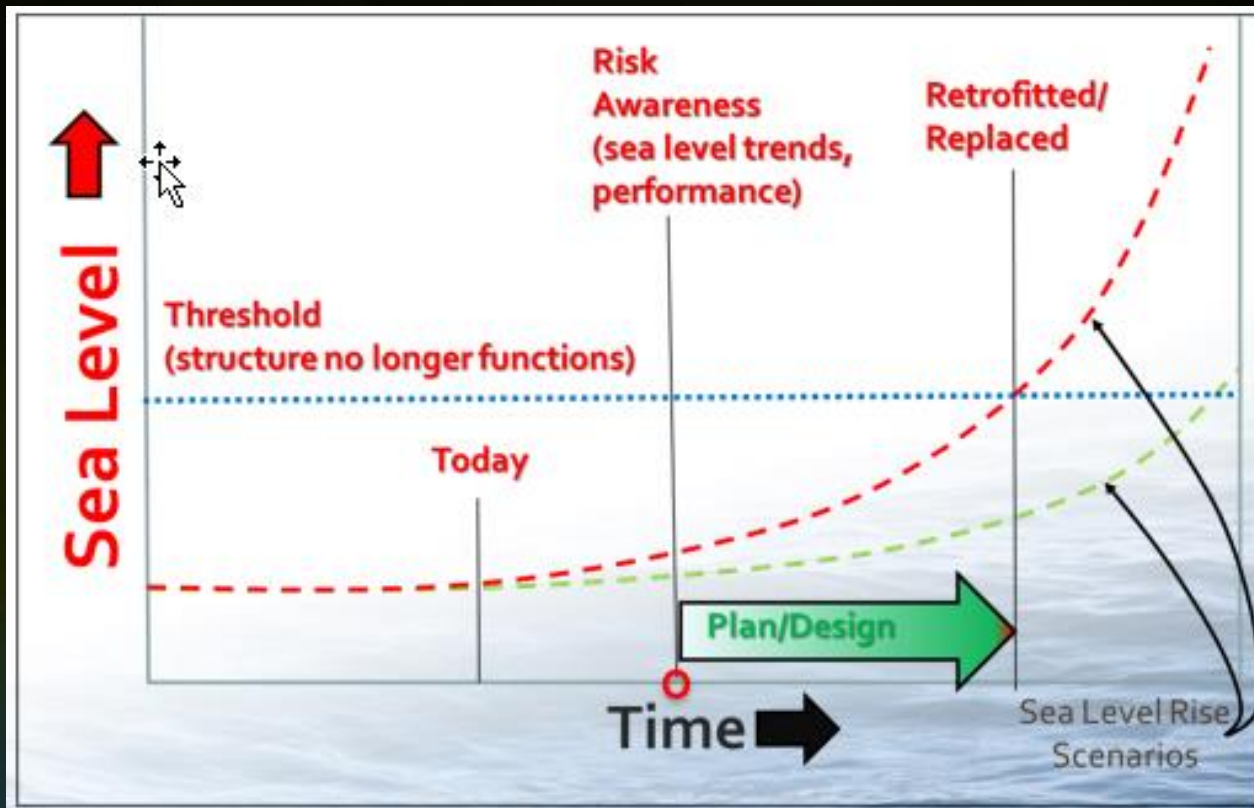 Risk
Awareness
(sea level trends,
performance)
Retrofitted/
Replaced
Sea Level
Threshold
(structure no longer functions)
Today
Plan/Design
Time
Sea Level Rise
Scenarios